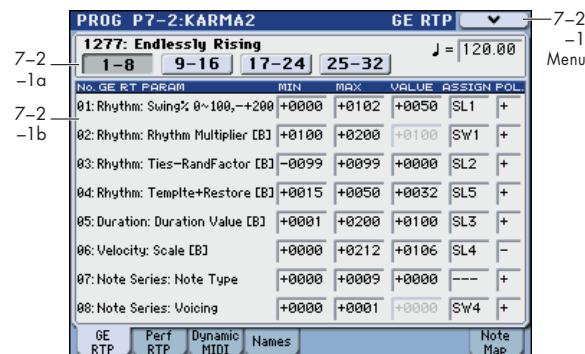 PROG P7-2:KARMA2 GE RTP
7-2 -1 Menu
1277: Endlessly Rising
♩= 120.00
7-2 -1a
1-8 9-16 17-24 25-32
No. GE RT PARAM MIN MAX VALUE ASSIGN POL.
7-2 -1b
01: Rhythm: Swing% 0~100,-+200 +0000 +0102 +0050 SL1 +
02: Rhythm: Rhythm Multiplier [B] +0100 +0200 +0100 SW1 +
03: Rhythm: Ties-RandFactor [B] -0099 +0099 +0000 SL2 +
04: Rhythm: Templte+Restore [B] +0015 +0050 +0032 SL5 +
05: Duration: Duration Value [B] +0001 +0200 +0100 SL3 +
06: Velocity: Scale [B] +0000 +0212 +0106 SL4 -
07: Note Series: Note Type +0000 +0009 +0000 --- +
08: Note Series: Voicing +0000 +0001 +0000 SW4 +
GE RTP Perf RTP Dynamic MIDI Names Note Map